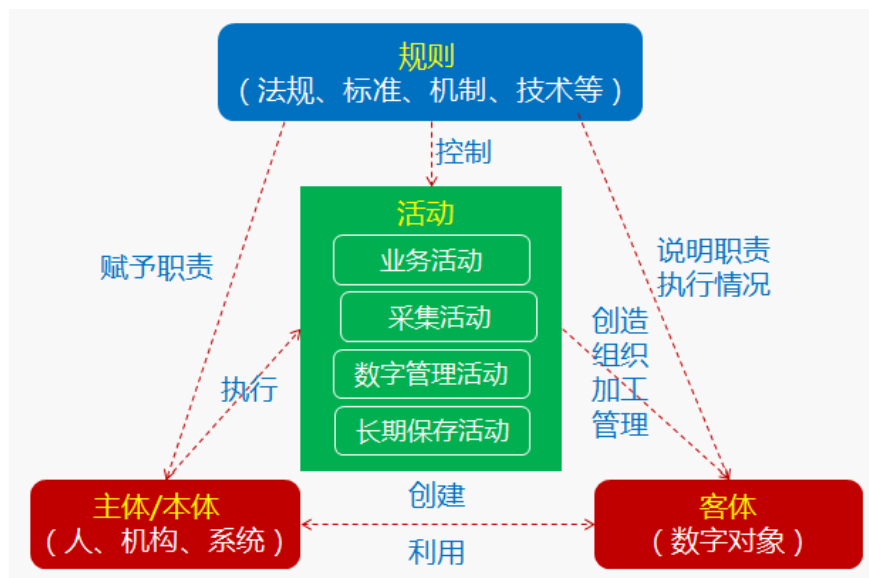 规则
（法规、标准、机制、技术等）
控制
活动
业务活动
采集活动
数字管理活动
长期保存活动
赋予职责
说明职责
执行情况
执行
创造
组织
加工
管理
主体/本体
（人、机构、系统）
创建
利用
客体
（数字对象）